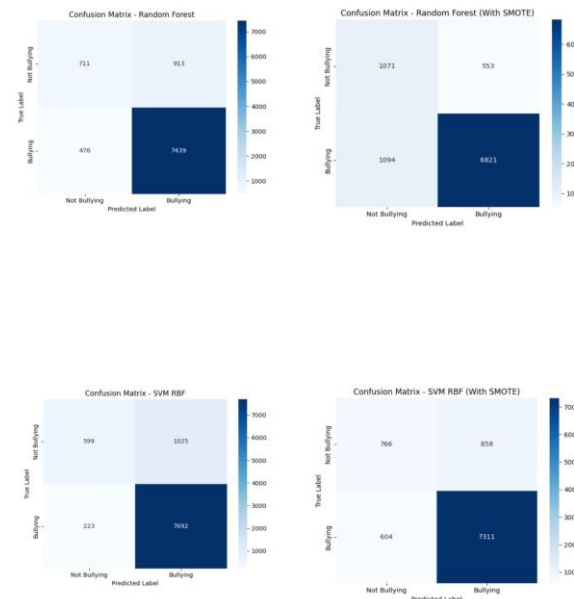 Confusion Matrix - Random Forest
Not Bullying
711
913
Bullying
476
7439
True Label
Not Bullying
Bullying
Predicted Label
7000
6000
5000
4000
3000
2000
1000
Confusion Matrix - Random Forest (With SMOTE)
Not Bullying
1071
553
Bullying
1094
6821
True Label
Not Bullying
Bullying
Predicted Label
Confusion Matrix - SVM RBF
Not Bullying
599
1025
Bullying
223
7692
True Label
Not Bullying
Bullying
Predicted Label
7000
6000
5000
4000
3000
2000
1000
Confusion Matrix - SVM RBF (With SMOTE)
Not Bullying
766
858
Bullying
604
7311
True Label
Not Bullying
Bullying
Predicted Label